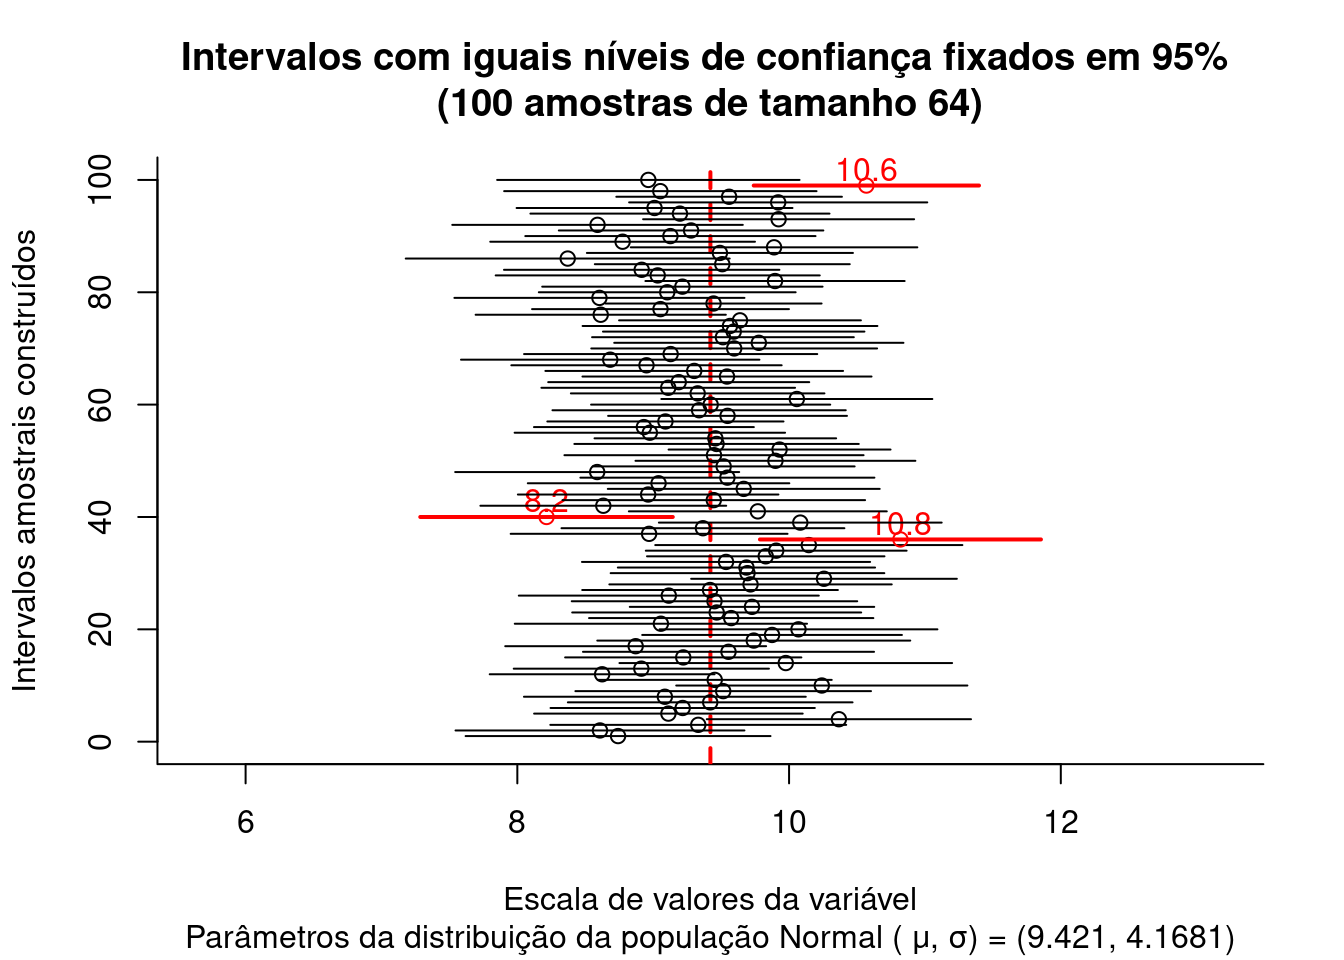 Intervalos com iguais níveis de confiança fixados em 95%
(100 amostras de tamanho 64)
Intervalos amostrais construídos
100
80
60
40
20
0
10.6
8.2
10.8
6
8
10
12
Escala de valores da variável
Parâmetros da distribuição da população Normal ( μ, σ) = (9.421, 4.1681)